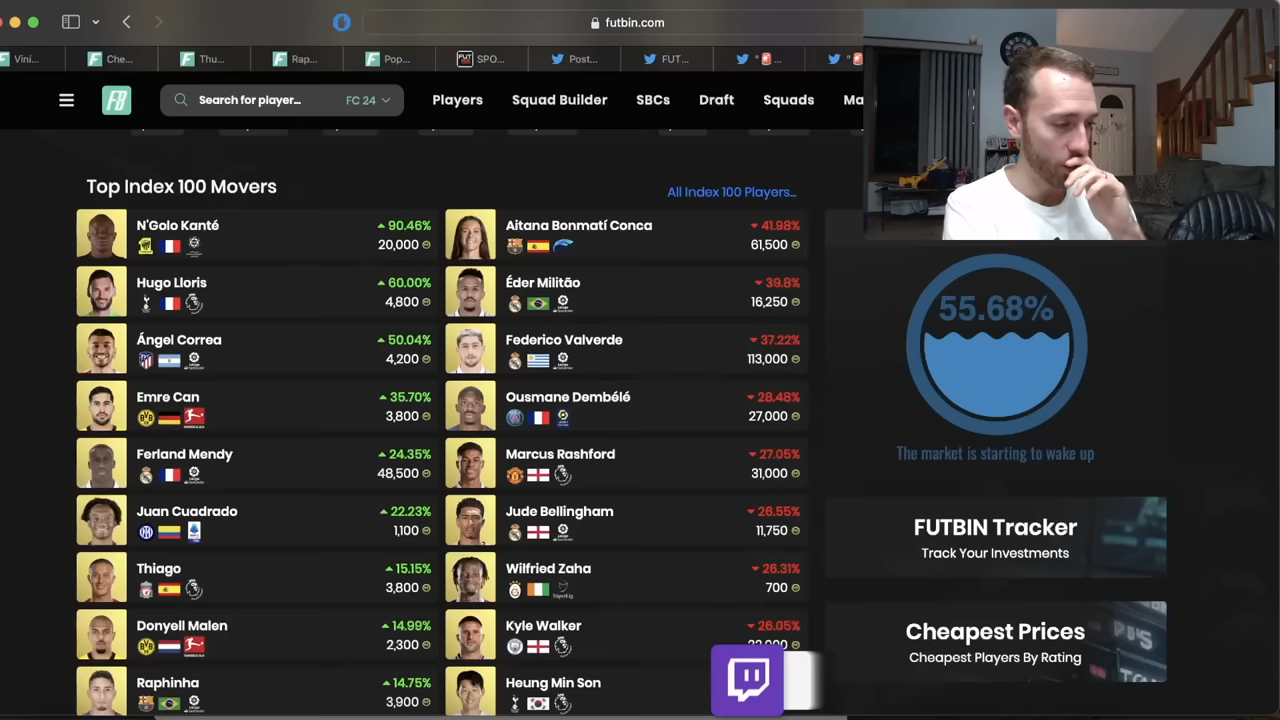 futbin.com
Viní...
Che...
Thu...
Rap...
Pop...
SPO...
Post...
FUT...
Search for player...
FC 24
Players
Squad Builder
SBCs
Draft
Squads
Ma
Top Index 100 Movers
All Index 100 Players...
N'Golo Kanté
90.46%
20,000
Aitana Bonmatí Conca
41.98%
61,500
Hugo Lloris
60.00%
4,800
Éder Militão
39.8%
16,250
Ángel Correa
50.04%
4,200
Federico Valverde
37.22%
113,000
Emre Can
35.70%
3,800
Ousmane Dembélé
28.48%
27,000
Ferland Mendy
24.35%
48,500
Marcus Rashford
27.05%
31,000
Juan Cuadrado
22.23%
1,100
Jude Bellingham
26.55%
11,750
Thiago
15.15%
3,800
Wilfried Zaha
26.31%
700
Donyell Malen
14.99%
2,300
Kyle Walker
26.05%
Raphinha
14.75%
3,900
Heung Min Son
55.68%
The market is starting to wake up
FUTBIN Tracker
Track Your Investments
Cheapest Prices
Cheapest Players By Rating